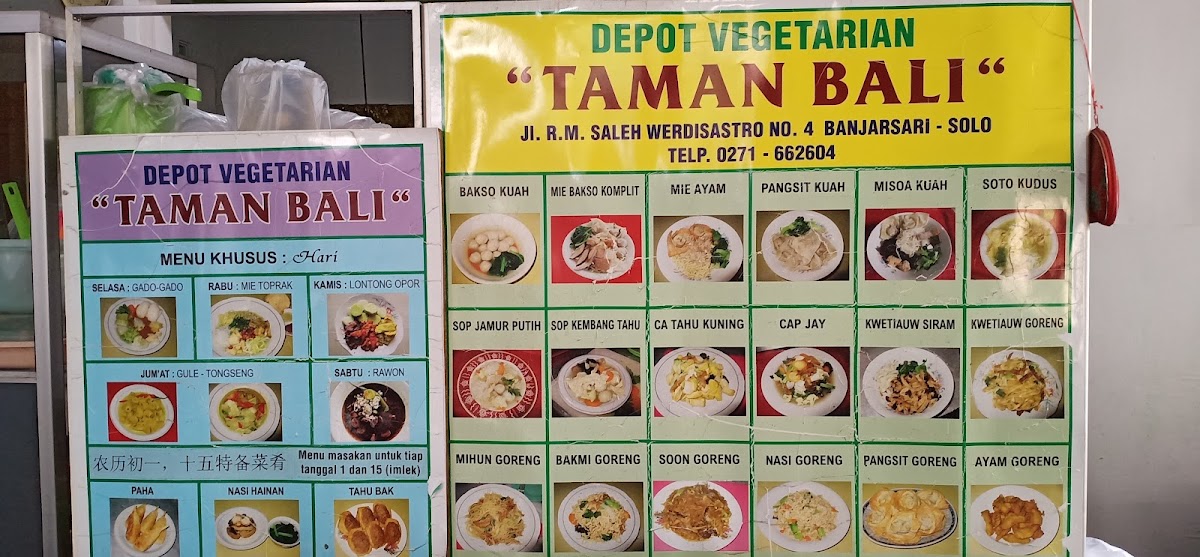 DEPOT VEGETARIAN
“TAMAN BALI“
MENU KHUSUS : Hari
SELASA ; GADO-GADO
RABU : MIE TOPRAK
KAMIS : LONTONG OPOR
JUM'AT : GULE - TONGSENG
SABTU : RAWON
农历初一，十五特备菜肴
Menu masakan untuk tiap
tanggal 1 dan 15 (imlek)
PAHA
NASI HAINAN
TAHU BAK
DEPOT VEGETARIAN
“TAMAN BALI“
Jl. R.M. SALEH WERDISASTRO NO. 4 BANJARSARI - SOLO
TELP. 0271 - 662604
BAKSO KUAH
MIE BAKSO KOMPLIT
MIE AYAM
PANGSIT KUAH
MISOA KUAH
SOTO KUDUS
SOP JAMUR PUTIH
SOP KEMBANG TAHU
CA TAHU KUNING
CAP JAY
KWETIAUW SIRAM
KWETIAUW GORENG
MIHUN GORENG
BAKMI GORENG
SOON GORENG
NASI GORENG
PANGSIT GORENG
AYAM GORENG